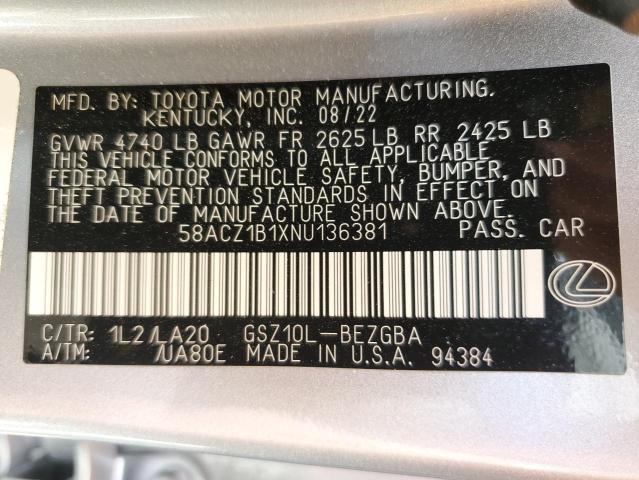 MFD. BY: TOYOTA MOTOR MANUFACTURING.
KENTUCKY, INC. 08/22
GVWR 4740 LB GAWR FR 2625 LB RR 2425 LB
THIS VEHICLE CONFORMS TO ALL APPLICABLE
FEDERAL MOTOR VEHICLE SAFETY, BUMPER, AND
THEFT PREVENTION STANDARDS IN EFFECT ON
THE DATE OF MANUFACTURE SHOWN ABOVE.
58ACZ1B1XNU136381 PASS. CAR
C/TR: 1L2/LA20 GSZ10L-BEZGBA
A/TM: /UA80E MADE IN U.S.A. 94384